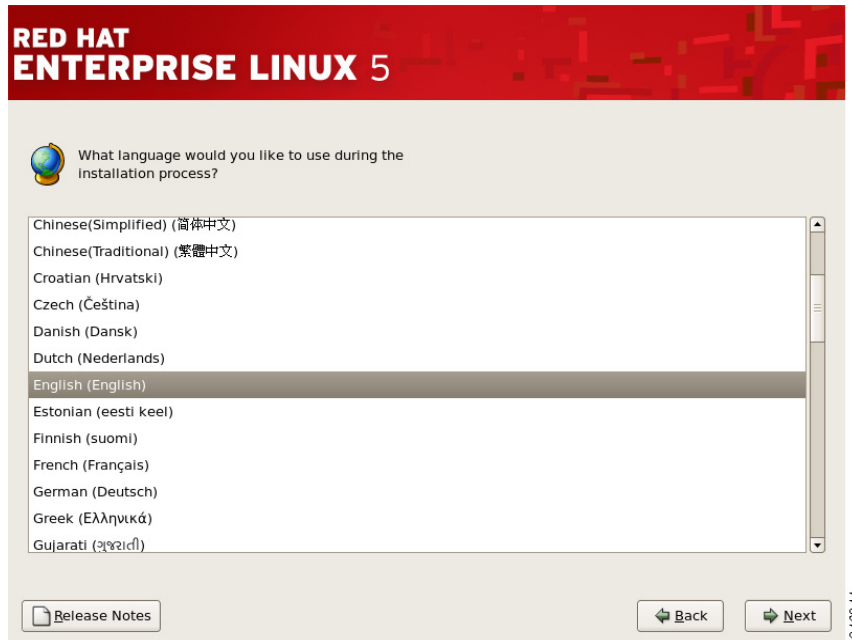 RED HAT
ENTERPRISE LINUX 5
What language would you like to use during the
installation process?
Chinese(Simplified) (简体中文)
Chinese(Traditional) (繁體中文)
Croatian (Hrvatski)
Czech (Čeština)
Danish (Dansk)
Dutch (Nederlands)
English (English)
Estonian (eesti keel)
Finnish (suomi)
French (Français)
German (Deutsch)
Greek (Ελληνικά)
Gujarati (ગુજરાતી)
Release Notes
Back
Next